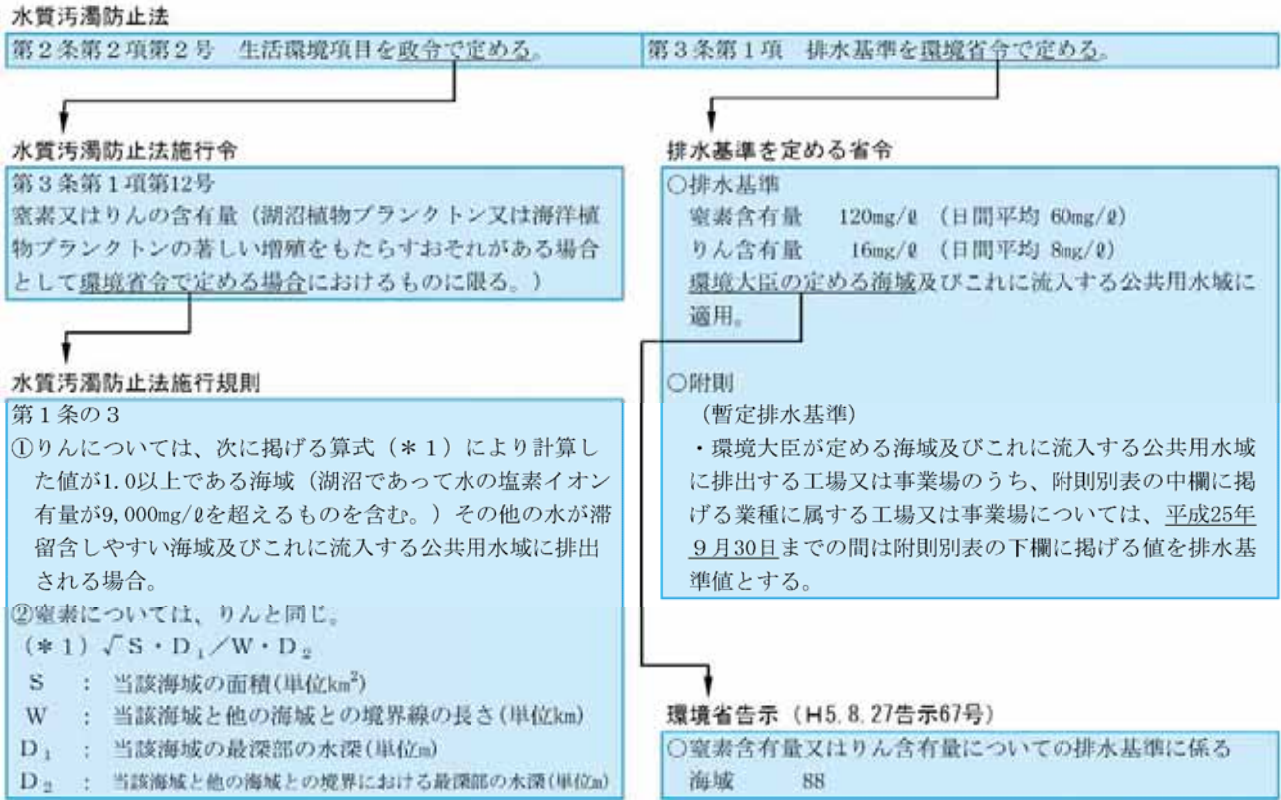 水質汚濁防止法
第2条第2項第2号 生活環境項目を政令で定める。
第3条第1項 排水基準を環境省令で定める。
水質汚濁防止法施行令
第3条第1項第12号
窒素又はりんの含有量（湖沼植物プランクトン又は海洋植
物プランクトンの著しい増殖をもたらすおそれがある場合
として環境省令で定める場合におけるものに限る。）
水質汚濁防止法施行規則
第1条の3
①りんについては、次に掲げる算式（＊1）により計算し
た値が1.0以上である海域（湖沼であって水の塩素イオン
有量が9,000mg/ℓを超えるものを含む。）その他の水が滞
留含しやすい海域及びこれに流入する公共用水域に排出
される場合。
②窒素については、りんと同じ。
（＊1）√S・D₁／W・D₂
S : 当該海域の面積(単位km²)
W : 当該海域と他の海域との境界線の長さ(単位km)
D₁ : 当該海域の最深部の水深(単位m)
D₂ : 当該海域と他の海域との境界における最深部の水深(単位m)
排水基準を定める省令
○排水基準
窒素含有量 120mg/ℓ （日間平均 60mg/ℓ）
りん含有量 16mg/ℓ （日間平均 8mg/ℓ）
環境大臣の定める海域及びこれに流入する公共用水域に
適用。
○附則
（暫定排水基準）
・環境大臣が定める海域及びこれに流入する公共用水域
に排出する工場又は事業場のうち、附則別表の中欄に掲
げる業種に属する工場又は事業場については、平成25年
9月30日までの間は附則別表の下欄に掲げる値を排水基
準値とする。
環境省告示（H5.8.27告示67号）
○窒素含有量又はりん含有量についての排水基準に係る
海域 88